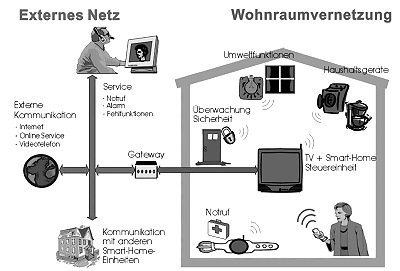 Externes Netz
Wohnraumvernetzung
Umweltfunktionen
Haushaltsgeräte
Service
- Notruf
- Alarm
- Fehlfunktionen
Externe
Kommunikation
- Internet
- Online Service
- Videotelefon
Überwachung
Sicherheit
Gateway
TV + Smart-Home
Steuereinheit
Notruf
Kommunikation
mit anderen
Smart-Home-
Einheiten